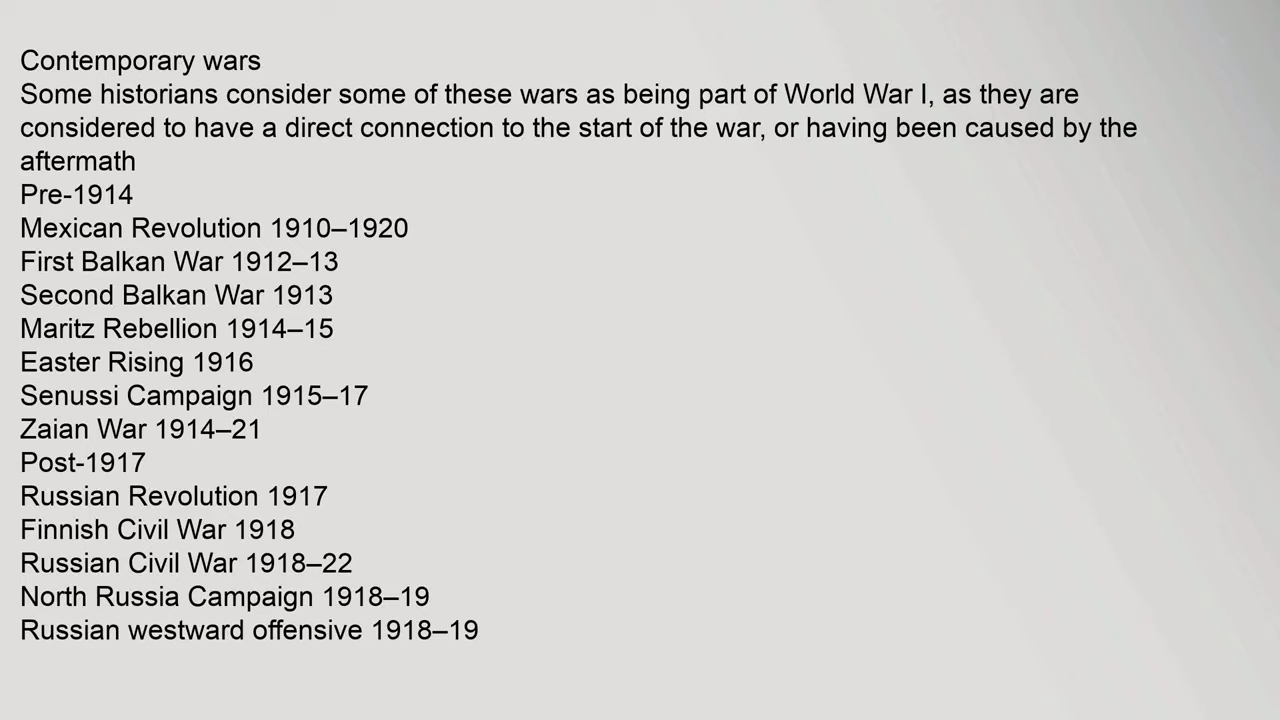 Contemporary wars
Some historians consider some of these wars as being part of World War I, as they are
considered to have a direct connection to the start of the war, or having been caused by the
aftermath
Pre-1914
Mexican Revolution 1910–1920
First Balkan War 1912–13
Second Balkan War 1913
Maritz Rebellion 1914–15
Easter Rising 1916
Senussi Campaign 1915–17
Zaian War 1914–21
Post-1917
Russian Revolution 1917
Finnish Civil War 1918
Russian Civil War 1918–22
North Russia Campaign 1918–19
Russian westward offensive 1918–19